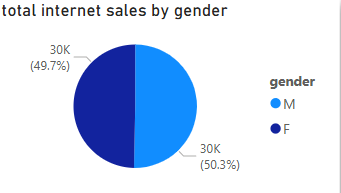 total internet sales by gender
30K
(49.7%)
gender
M
F
30K
(50.3%)